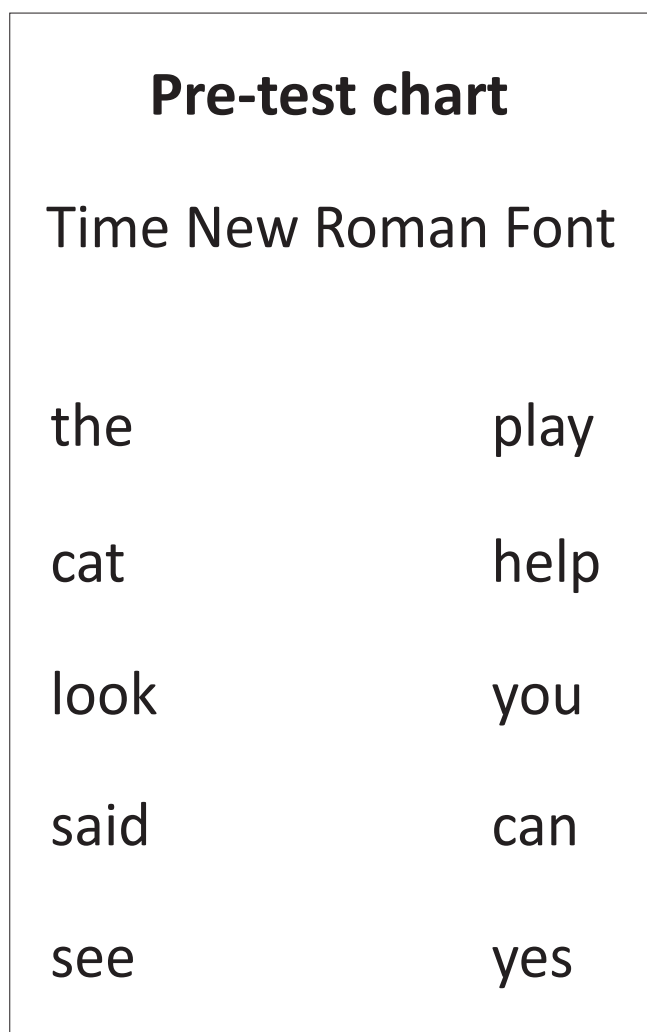 Pre-test chart
Time New Roman Font
the play
cat help
look you
said can
see yes